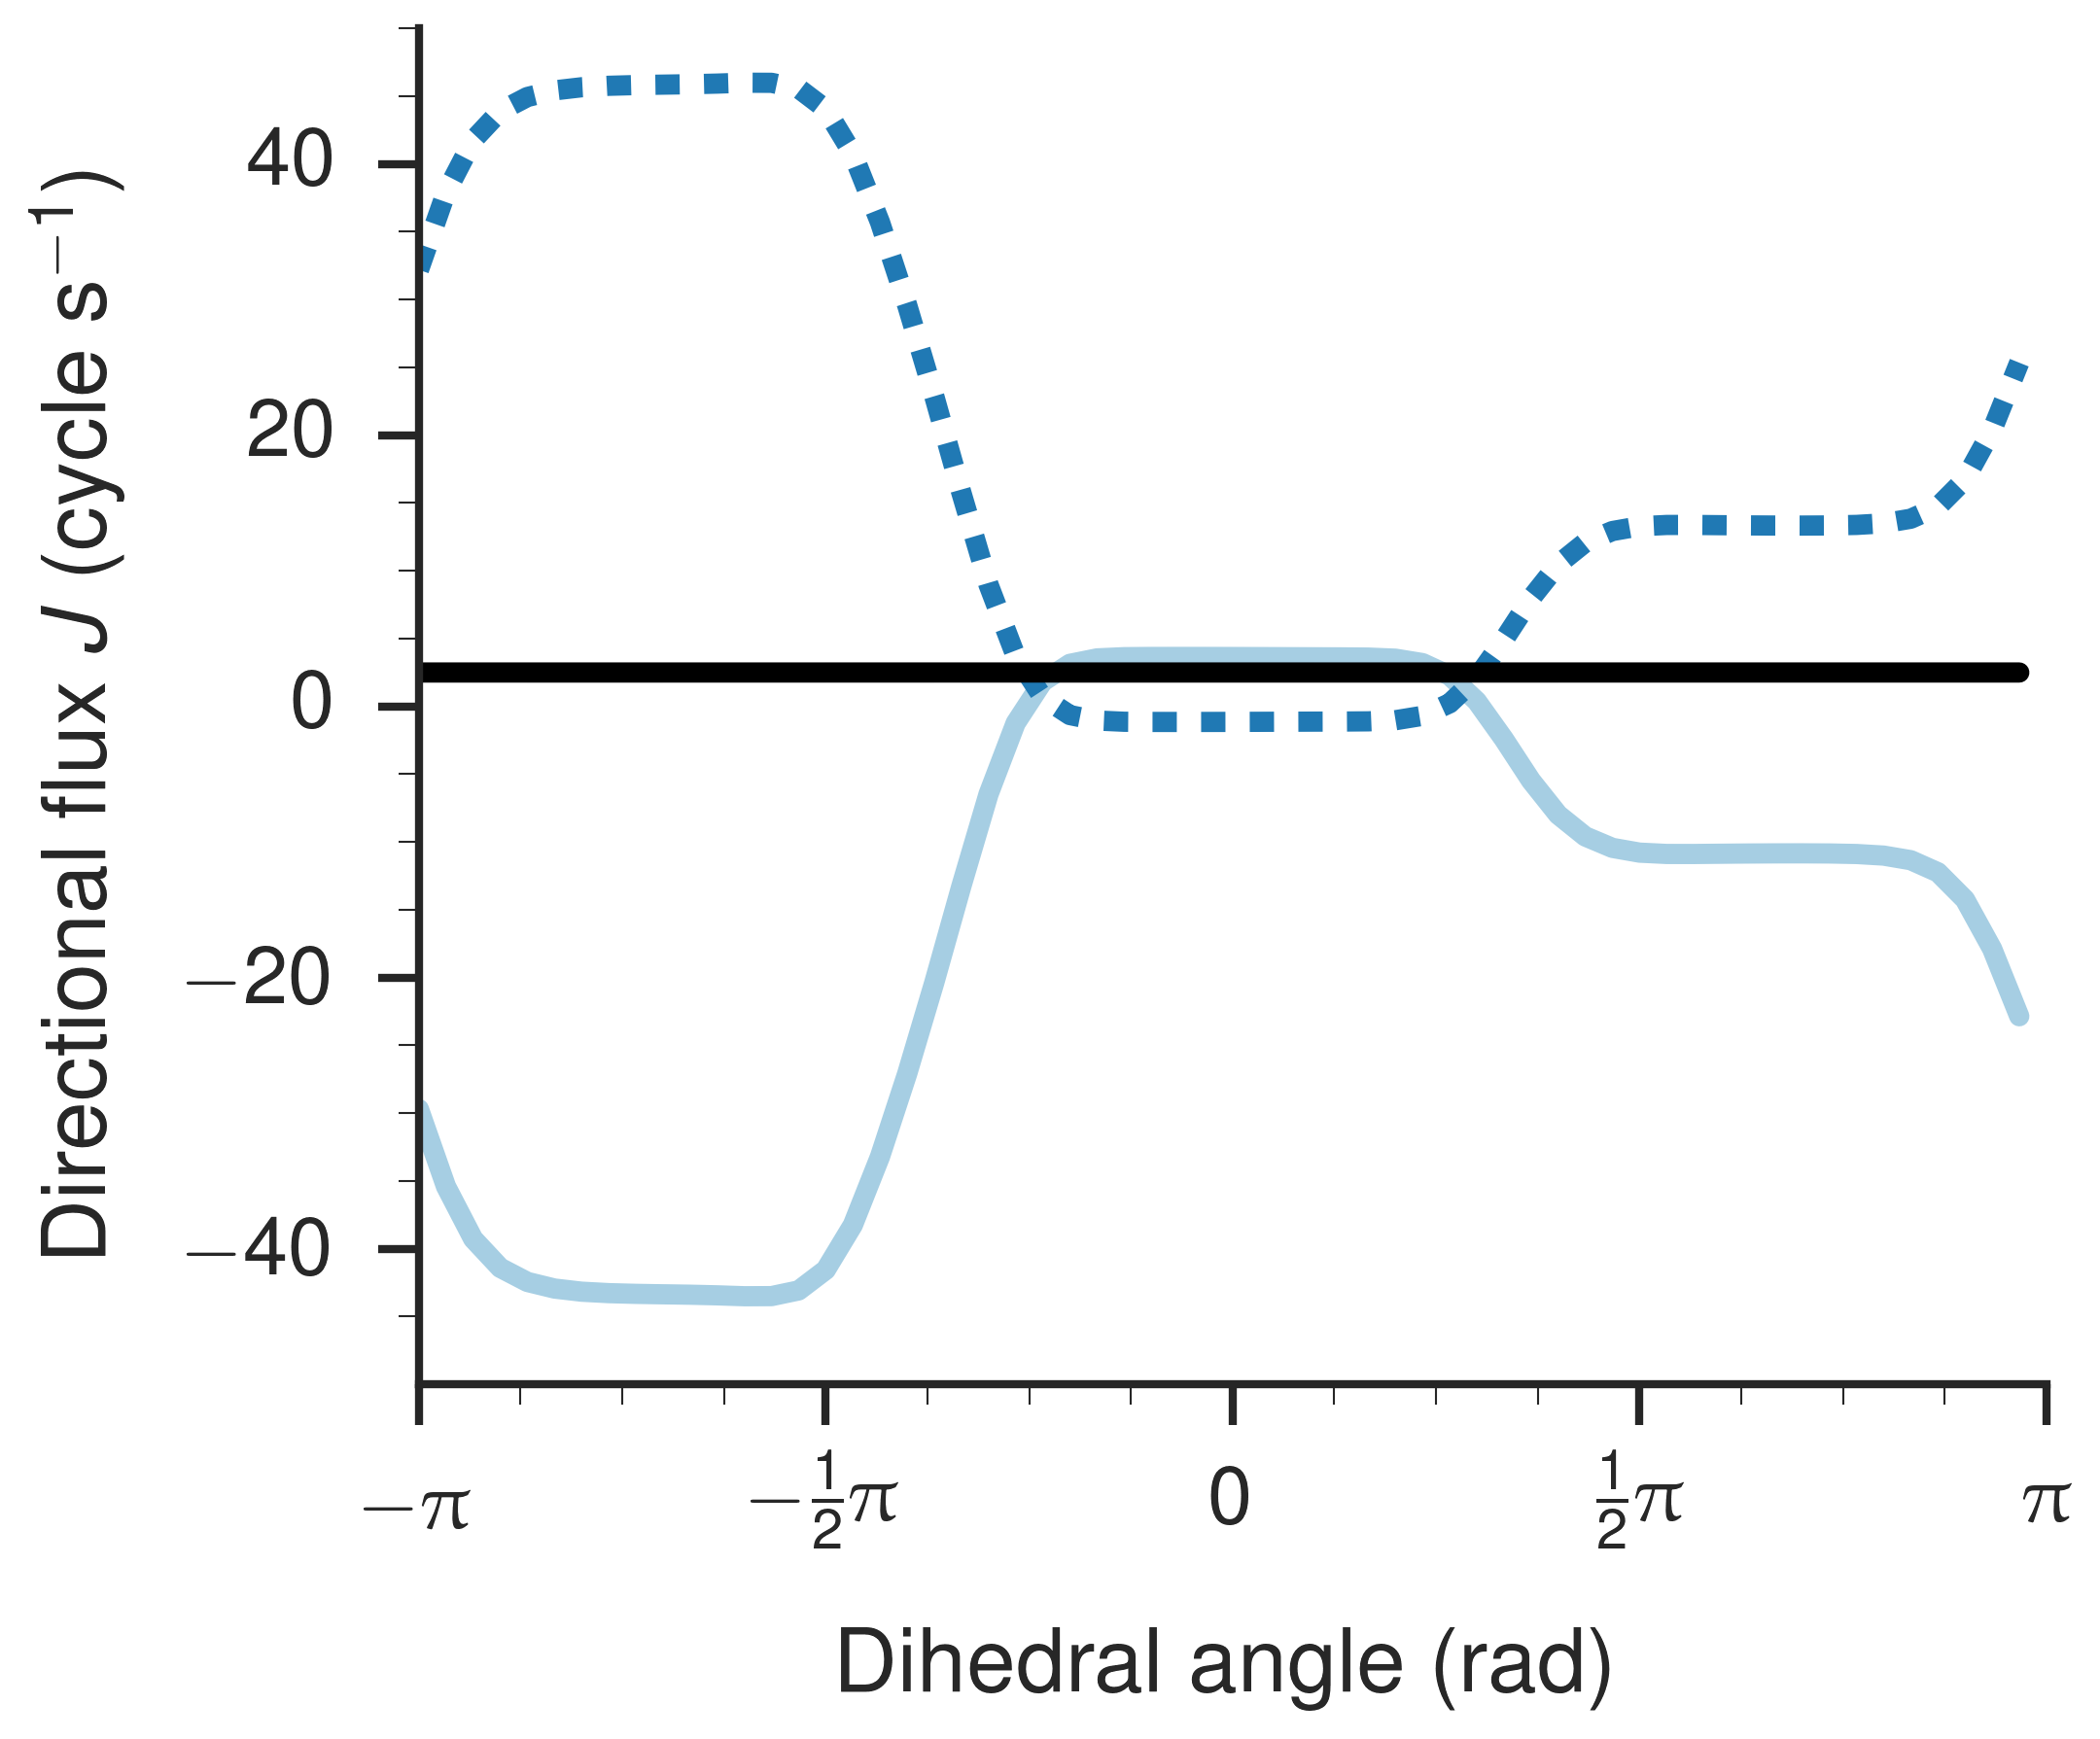 Directional flux J (cycle s⁻¹)
40
20
0
−20
−40
−π
−½π
0
½π
π
Dihedral angle (rad)